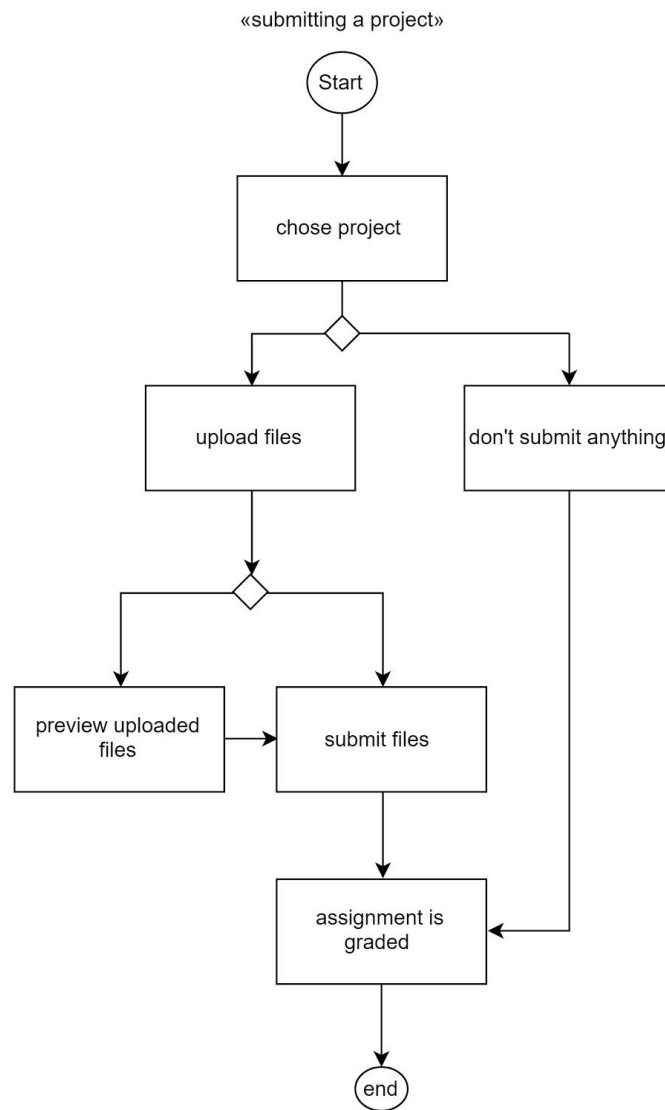 «submitting a project»
Start
chose project
upload files
don't submit anything
preview uploaded
files
submit files
assignment is
graded
end